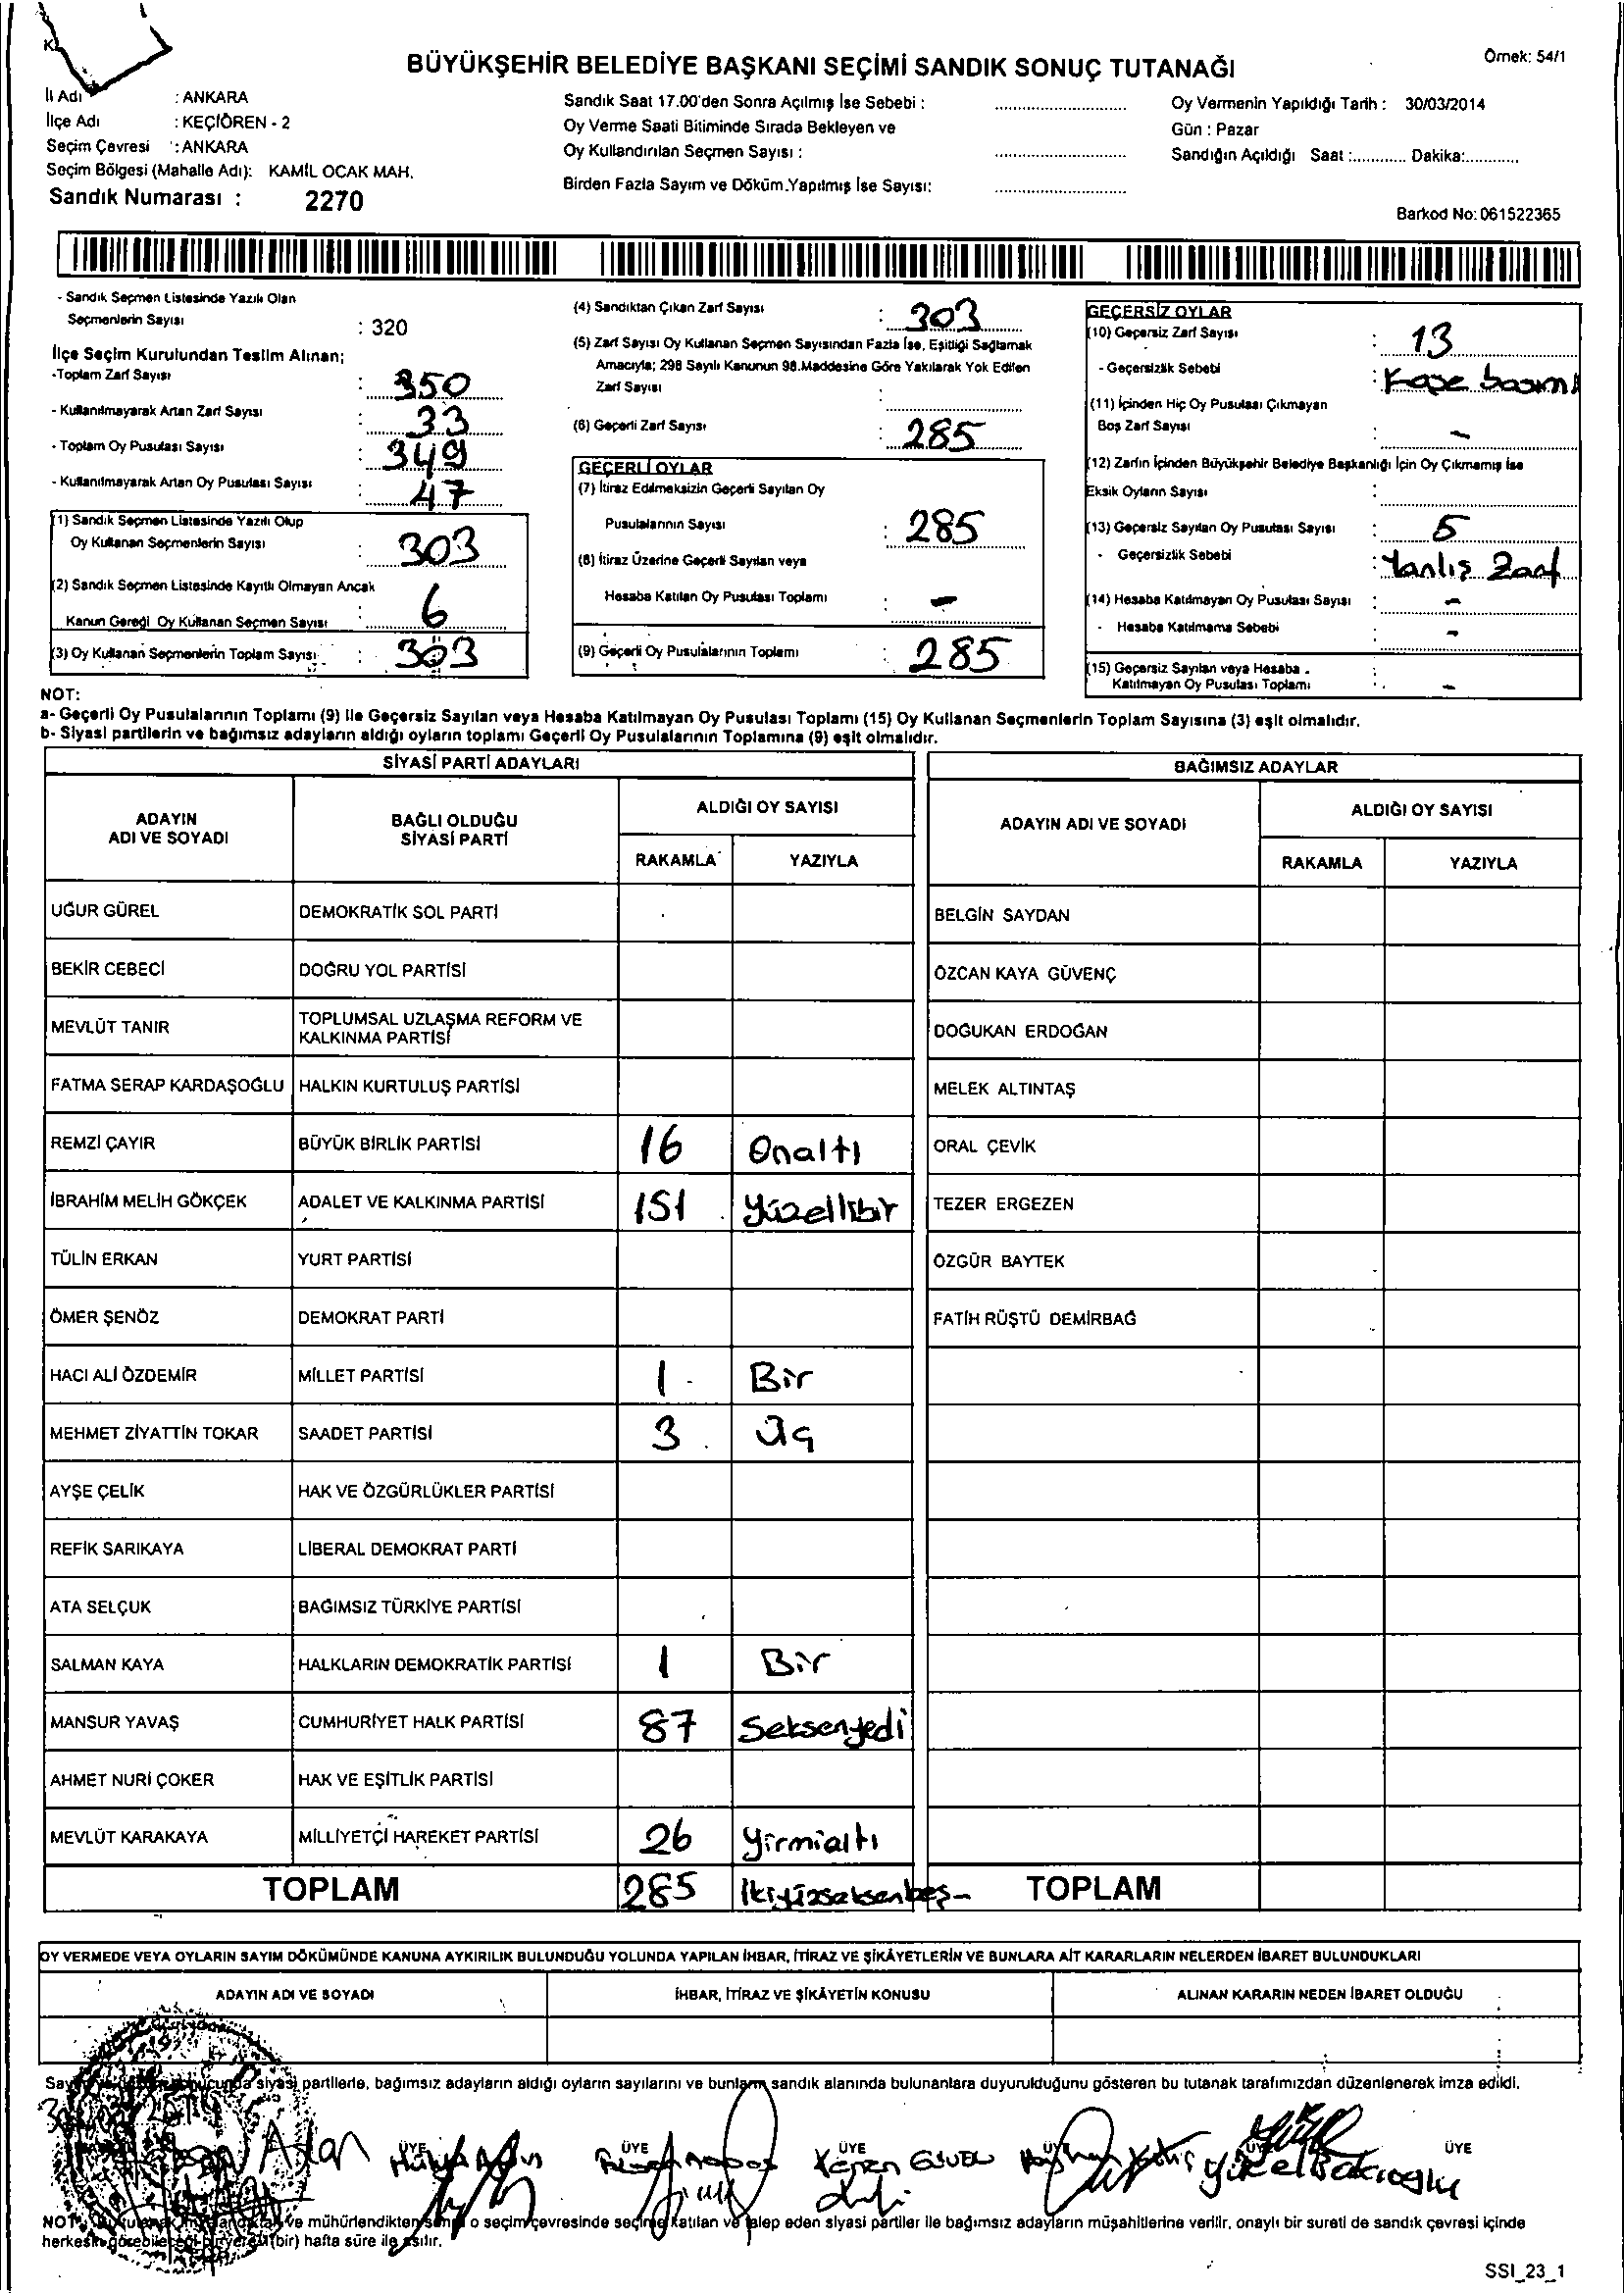 BÜYÜKŞEHİR BELEDİYE BAŞKANI SEÇİMİ SANDIK SONUÇ TUTANAĞI
Örnek: 54/1
İl Adı : ANKARA
İlçe Adı : KEÇİÖREN - 2
Seçim Çevresi : ANKARA
Seçim Bölgesi (Mahalle Adı): KAMİL OCAK MAH.
Sandık Numarası : 2270
Sandık Saat 17.00'den Sonra Açılmış İse Sebebi :
Oy Verme Saati Bitiminde Sırada Bekleyen ve
Oy Kullandırılan Seçmen Sayısı :
Birden Fazla Sayım ve Döküm Yapılmış İse Sayısı:
Oy Vermenin Yapıldığı Tarih : 30/03/2014
Gün : Pazar
Sandığın Açıldığı Saat :............ Dakika:...........
Barkod No: 061522365
- Sandık Seçmen Listesinde Yazılı Olan
Seçmenlerin Sayısı : 320
İlçe Seçim Kurulundan Teslim Alınan;
-Toplam Zarf Sayısı : 350
- Kullanılmayarak Artan Zarf Sayısı : 33
- Toplam Oy Pusulası Sayısı : 349
- Kullanılmayarak Artan Oy Pusulası Sayısı : 47
(1) Sandık Seçmen Listesinde Yazılı Olup
Oy Kullanan Seçmenlerin Sayısı : 303
(2) Sandık Seçmen Listesinde Kayıtlı Olmayan Ancak
Kanun Gereği Oy Kullanan Seçmen Sayısı : 6
(3) Oy Kullanan Seçmenlerin Toplam Sayısı : 303
(4) Sandıktan Çıkan Zarf Sayısı : 303
(5) Zarf Sayısı Oy Kullanan Seçmen Sayısından Fazla İse, Eşitliği Sağlamak
Amacıyla; 298 Sayılı Kanunun 98.Maddesine Göre Yakılarak Yok Edilen
Zarf Sayısı :
(6) Geçerli Zarf Sayısı : 285
GEÇERLİ OYLAR
(7) İtiraz Edilmeksizin Geçerli Sayılan Oy
Pusulalarının Sayısı : 285
(8) İtiraz Üzerine Geçerli Sayılan veya
Hesaba Katılan Oy Pusulası Toplamı : -
(9) Geçerli Oy Pusulalarının Toplamı : 285
GEÇERSİZ OYLAR
(10) Geçersiz Zarf Sayısı : 13
- Geçersizlik Sebebi : Kaşe basımı
(11) İçinden Hiç Oy Pusulası Çıkmayan
Boş Zarf Sayısı : -
(12) Zarfın İçinden Büyükşehir Belediye Başkanlığı İçin Oy Çıkmamış İse
Eksik Oyların Sayısı :
(13) Geçersiz Sayılan Oy Pusulası Sayısı : 5
- Geçersizlik Sebebi : Yanlış Zarf
(14) Hesaba Katılmayan Oy Pusulası Sayısı : -
- Hesaba Katılmama Sebebi : -
(15) Geçersiz Sayılan veya Hesaba
Katılmayan Oy Pusulası Toplamı : -
NOT:
a- Geçerli Oy Pusulalarının Toplamı (9) ile Geçersiz Sayılan veya Hesaba Katılmayan Oy Pusulası Toplamı (15) Oy Kullanan Seçmenlerin Toplam Sayısına (3) eşit olmalıdır.
b- Siyasi partilerin ve bağımsız adayların aldığı oyların toplamı Geçerli Oy Pusulalarının Toplamına (9) eşit olmalıdır.
SİYASİ PARTİ ADAYLARI
ADAYIN ADI VE SOYADI BAĞLI OLDUĞU SİYASİ PARTİ ALDIĞI OY SAYISI
RAKAMLA YAZIYLA
UĞUR GÜREL DEMOKRATİK SOL PARTİ
BEKİR CEBECİ DOĞRU YOL PARTİSİ
MEVLÜT TANIR TOPLUMSAL UZLAŞMA REFORM VE KALKINMA PARTİSİ
FATMA SERAP KARDAŞOĞLU HALKIN KURTULUŞ PARTİSİ
REMZİ ÇAYIR BÜYÜK BİRLİK PARTİSİ 16 Onaltı
İBRAHİM MELİH GÖKÇEK ADALET VE KALKINMA PARTİSİ 151 yüzellibir
TÜLİN ERKAN YURT PARTİSİ
ÖMER ŞENÖZ DEMOKRAT PARTİ
HACI ALİ ÖZDEMİR MİLLET PARTİSİ 1 Bir
MEHMET ZİYATTİN TOKAR SAADET PARTİSİ 3 Üç
AYŞE ÇELİK HAK VE ÖZGÜRLÜKLER PARTİSİ
REFİK SARIKAYA LİBERAL DEMOKRAT PARTİ
ATA SELÇUK BAĞIMSIZ TÜRKİYE PARTİSİ
SALMAN KAYA HALKLARIN DEMOKRATİK PARTİSİ 1 Bir
MANSUR YAVAŞ CUMHURİYET HALK PARTİSİ 87 Seksenyedi
AHMET NURİ ÇOKER HAK VE EŞİTLİK PARTİSİ
MEVLÜT KARAKAYA MİLLİYETÇİ HAREKET PARTİSİ 26 yirmialtı
TOPLAM 285 İkiyüzseksenbeş-
BAĞIMSIZ ADAYLAR
ADAYIN ADI VE SOYADI ALDIĞI OY SAYISI
RAKAMLA YAZIYLA
BELGİN SAYDAN
ÖZCAN KAYA GÜVENÇ
DOĞUKAN ERDOĞAN
MELEK ALTINTAŞ
ORAL ÇEVİK
TEZER ERGEZEN
ÖZGÜR BAYTEK
FATİH RÜŞTÜ DEMİRBAĞ
TOPLAM
OY VERMEDE VEYA OYLARIN SAYIM DÖKÜMÜNDE KANUNA AYKIRILIK BULUNDUĞU YOLUNDA YAPILAN İHBAR, İTİRAZ VE ŞİKÂYETLERİN VE BUNLARA AİT KARARLARIN NELERDEN İBARET BULUNDUKLARI
ADAYIN ADI VE SOYADI İHBAR, İTİRAZ VE ŞİKÂYETİN KONUSU ALINAN KARARIN NEDEN İBARET OLDUĞU
siyasi partilerle, bağımsız adayların aldığı oyların sayılarını ve bunların sandık alanında bulunanlara duyurulduğunu gösteren bu tutanak tarafımızdan düzenlenerek imza edildi.
ÜYE ÜYE ÜYE ÜYE ÜYE ÜYE
Aslan Hülya Kenan GÜVEL Yüksel Bakıcıoğlu
NOT: ve mühürlendikten sonra o seçim çevresinde seçime katılan ve talep eden siyasi partiler ile bağımsız adayların müşahitlerine verilir, onaylı bir sureti de sandık çevresi içinde
herkesin görebileceği bir yere (bir) hafta süre ile asılır.
SSI_23_1